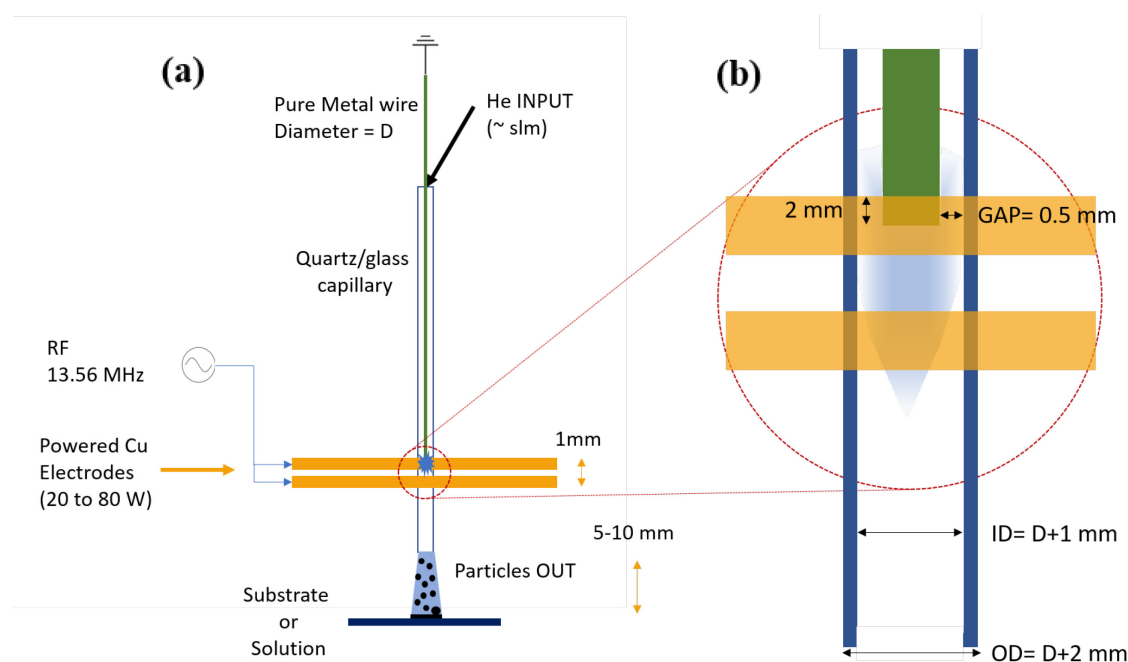 (a)
Pure Metal wire
Diameter = D
He INPUT
(~ slm)
Quartz/glass
capillary
RF
13.56 MHz
Powered Cu
Electrodes
(20 to 80 W)
1mm
5-10 mm
Particles OUT
Substrate
or
Solution
(b)
2 mm
GAP= 0.5 mm
ID= D+1 mm
OD= D+2 mm